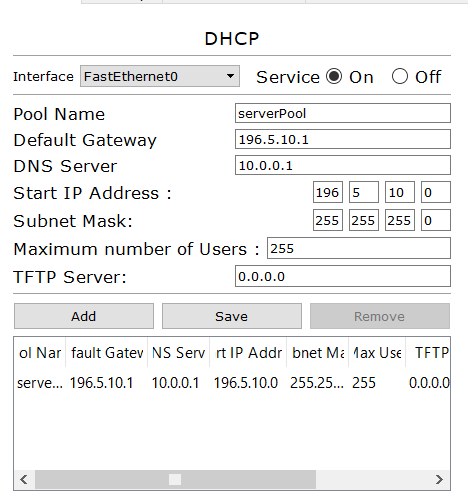 DHCP
Interface FastEthernet0 Service On Off
Pool Name serverPool
Default Gateway 196.5.10.1
DNS Server 10.0.0.1
Start IP Address : 196 5 10 0
Subnet Mask: 255 255 255 0
Maximum number of Users : 255
TFTP Server: 0.0.0.0
Add Save Remove
ol Nar fault Gatew NS Serv rt IP Addr bnet Ma Max Use TFTP
serve... 196.5.10.1 10.0.0.1 196.5.10.0 255.25... 255 0.0.0.0